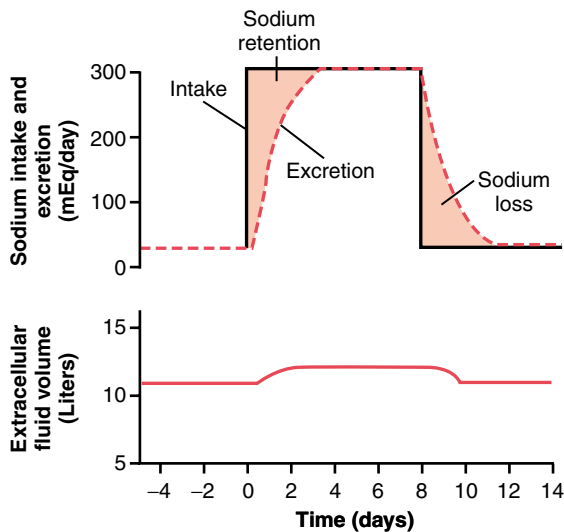 Sodium
retention
Sodium intake and
excretion
(mEq/day)
300
200
100
0
Intake
Excretion
Sodium
loss
Extracellular
fluid volume
(Liters)
15
10
5
−4 −2 0 2 4 6 8 10 12 14
Time (days)